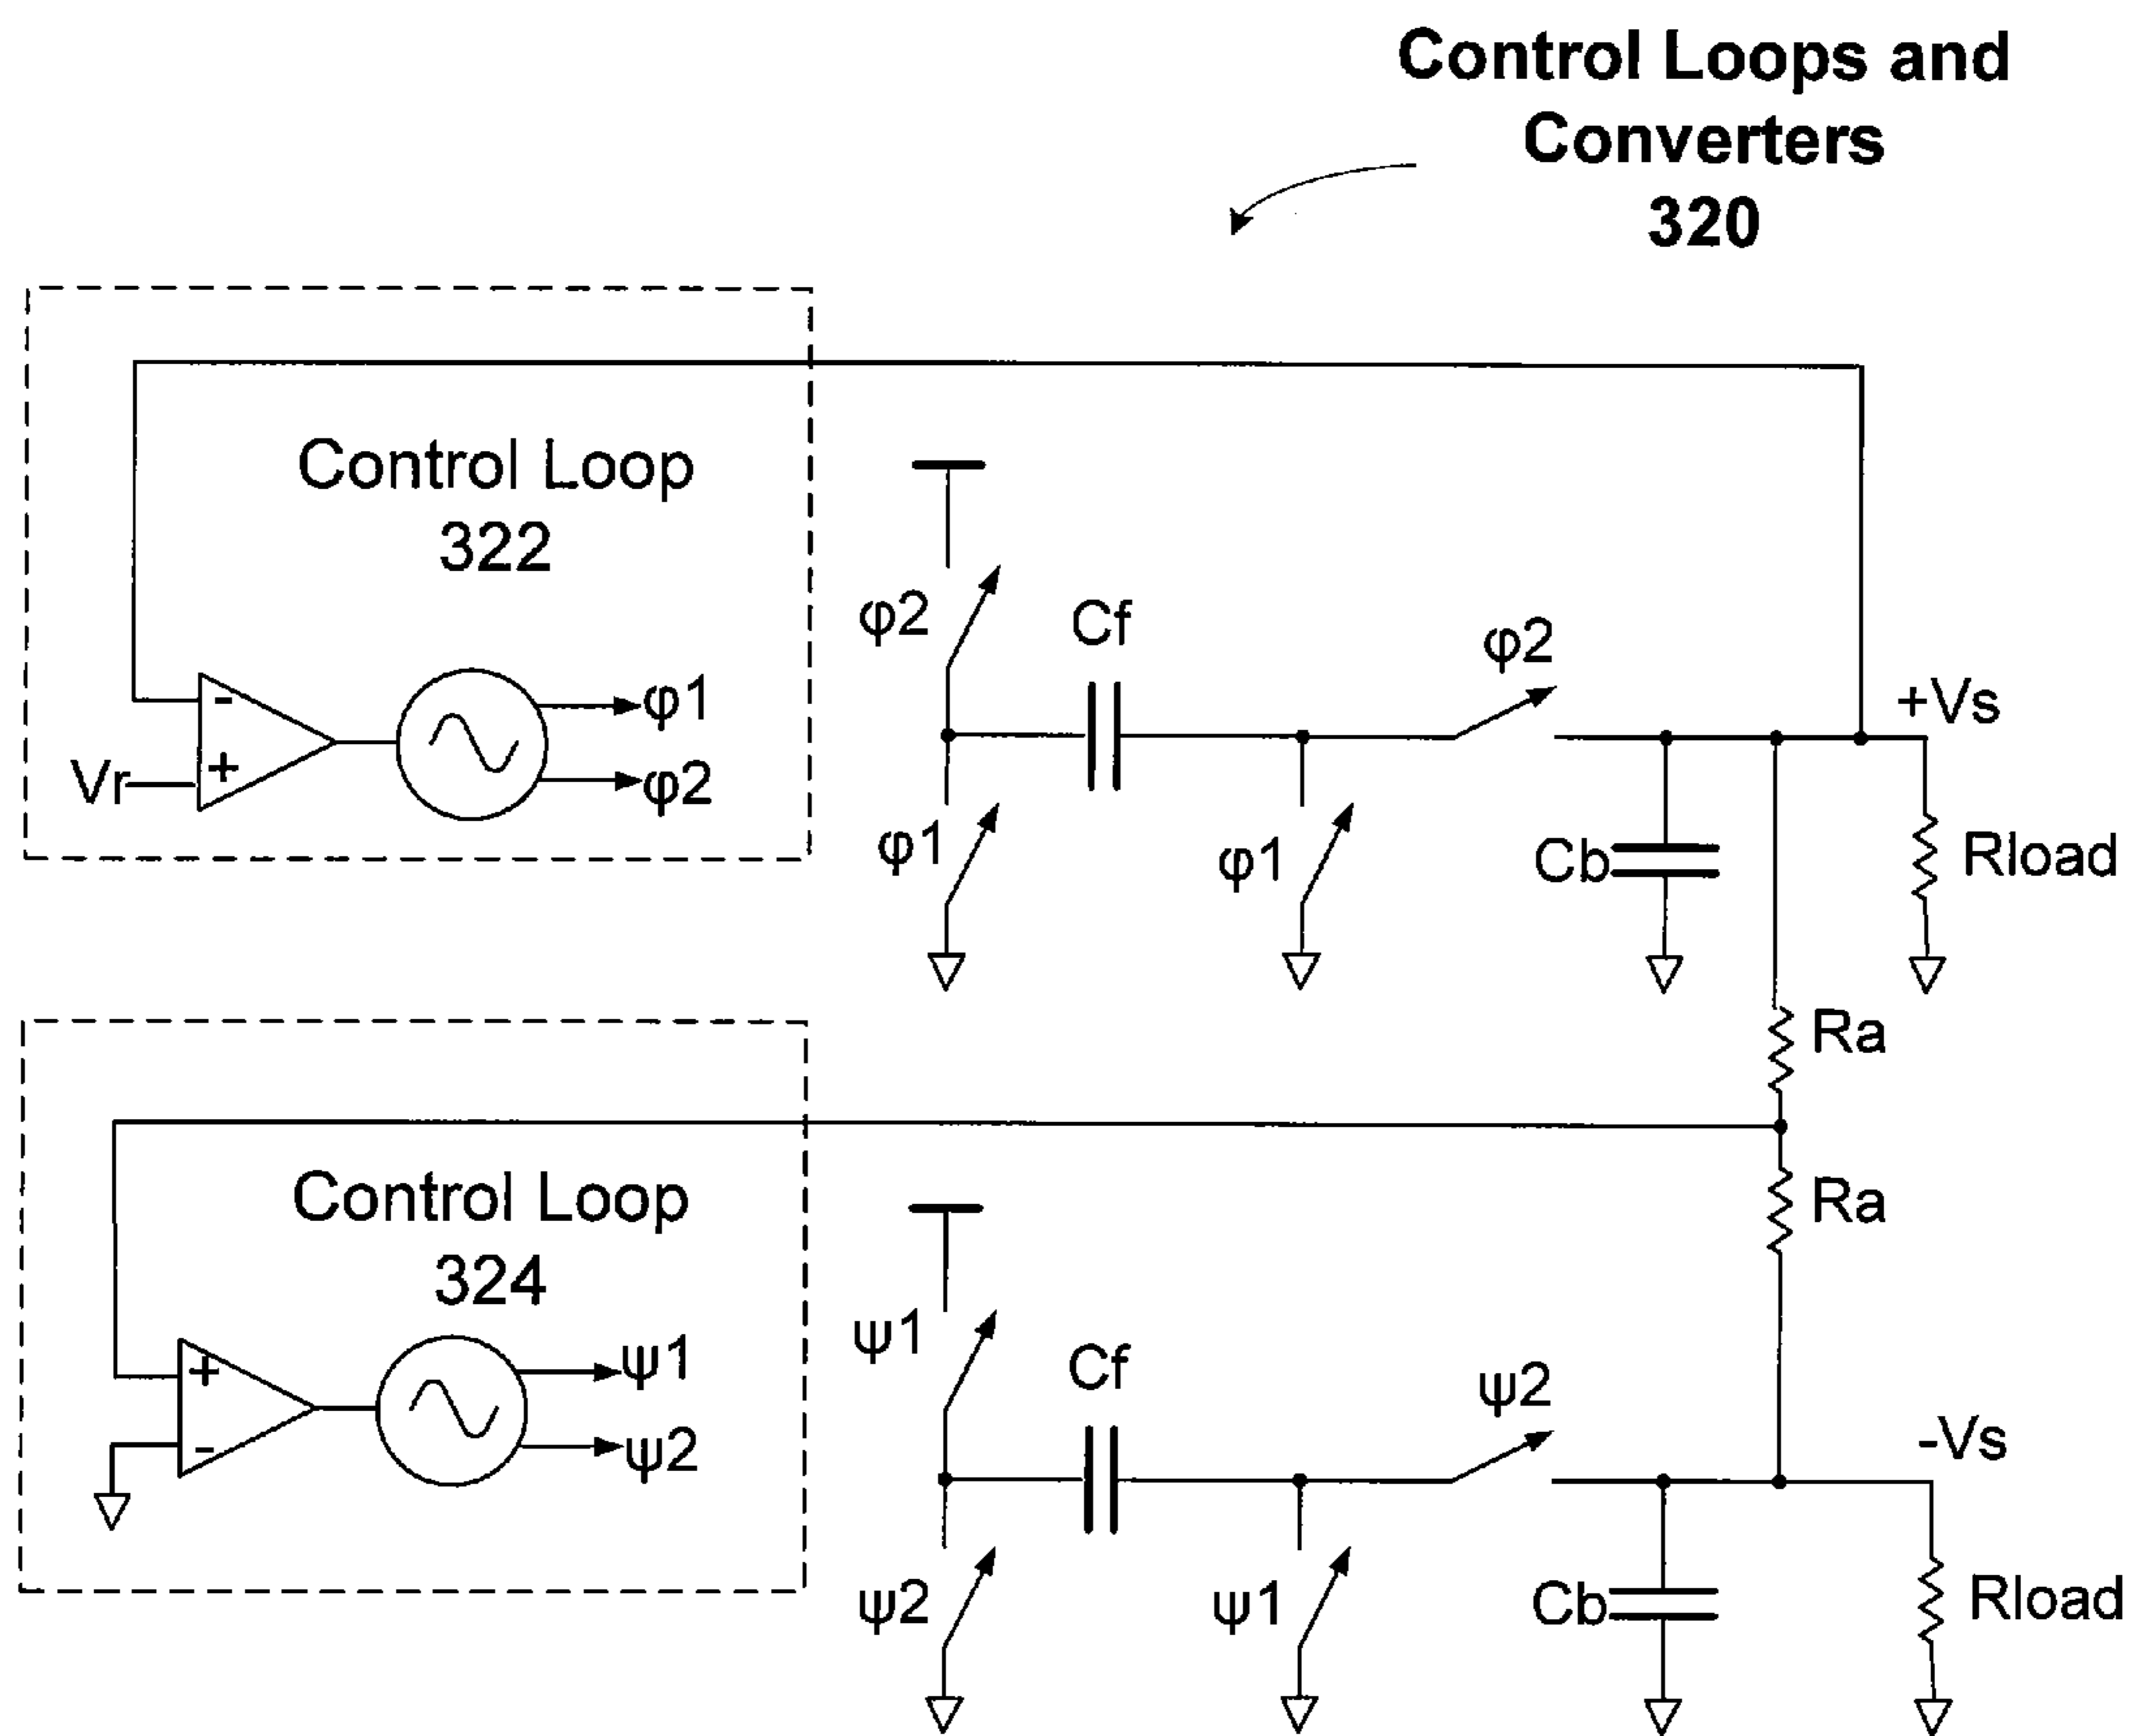 Control Loops and
Converters
320
Control Loop
322
φ2
Cf
φ2
+Vs
-
φ1
+
Vr
φ2
φ1
φ1
Cb
Rload
Ra
Ra
Control Loop
324
ψ1
Cf
ψ2
-Vs
+
ψ1
-
ψ2
ψ2
ψ1
Cb
Rload